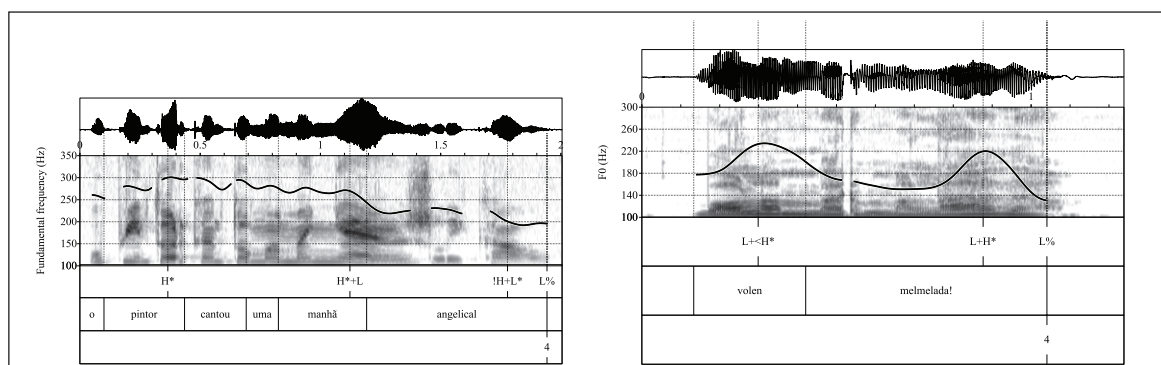 0 0.5 1 1.5 2
350
300
250
200
150
100
Fundamental frequency (Hz)
H* H*+L !H+L* L%
o pintor cantou uma manhã angelical
4
0 1
300
260
220
180
140
100
F0 (Hz)
L+<H* L+H* L%
volen melmelada!
4